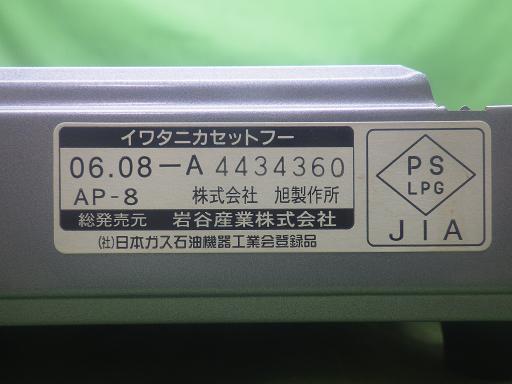 イワタニカセットフー
06.08-A 4434360
AP-8 株式会社 旭製作所
総発売元 岩谷産業株式会社
(社)日本ガス石油機器工業会登録品
PS
LPG
JIA